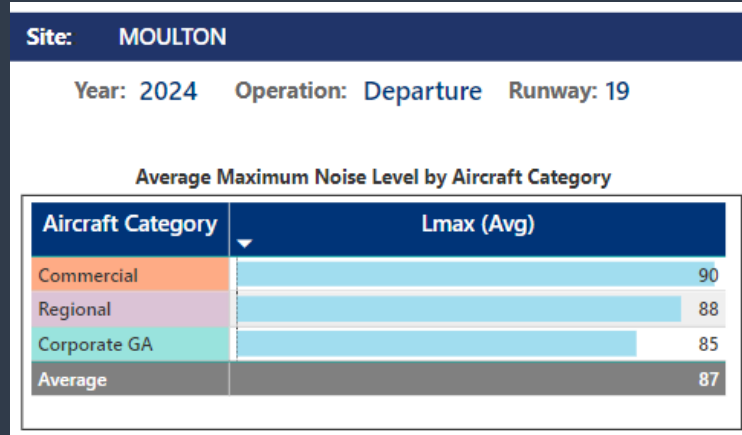 Site: MOULTON
Year: 2024 Operation: Departure Runway: 19
Average Maximum Noise Level by Aircraft Category
Aircraft Category Lmax (Avg)
Commercial 90
Regional 88
Corporate GA 85
Average 87